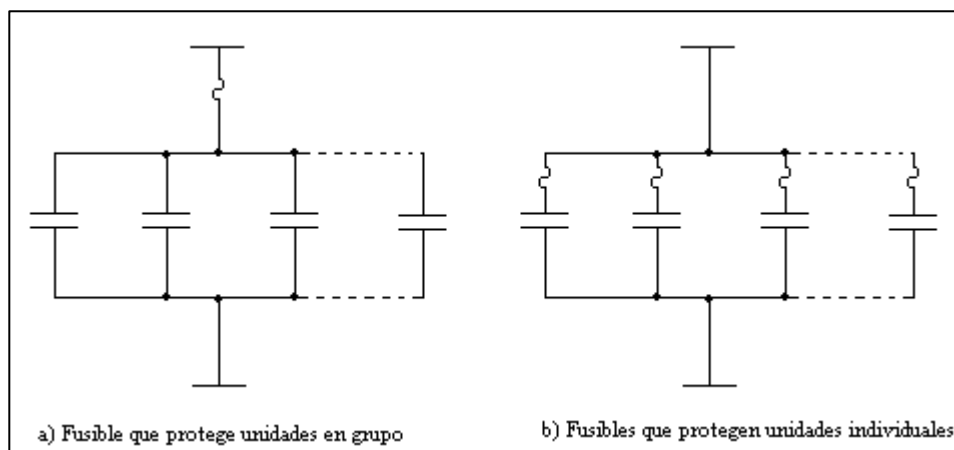 a) Fusible que protege unidades en grupo
b) Fusibles que protegen unidades individuales